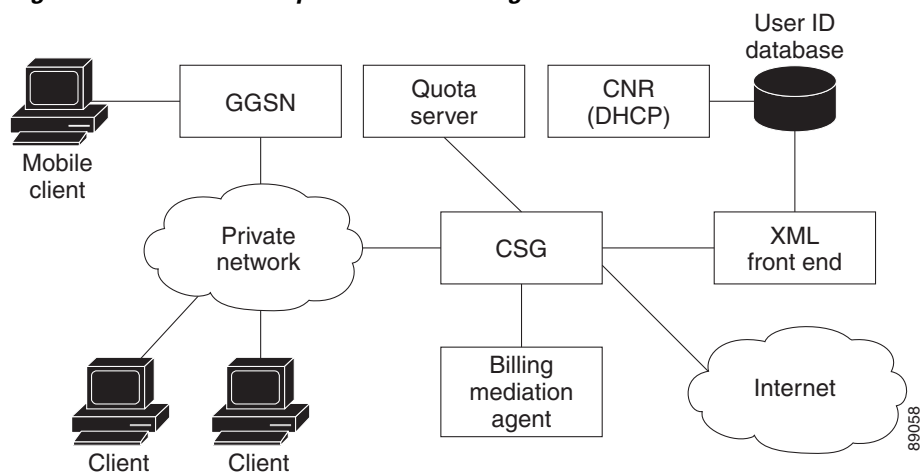 User ID
database
GGSN
Quota
server
CNR
(DHCP)
Mobile
client
Private
network
CSG
XML
front end
Billing
mediation
agent
Internet
Client
Client
89058